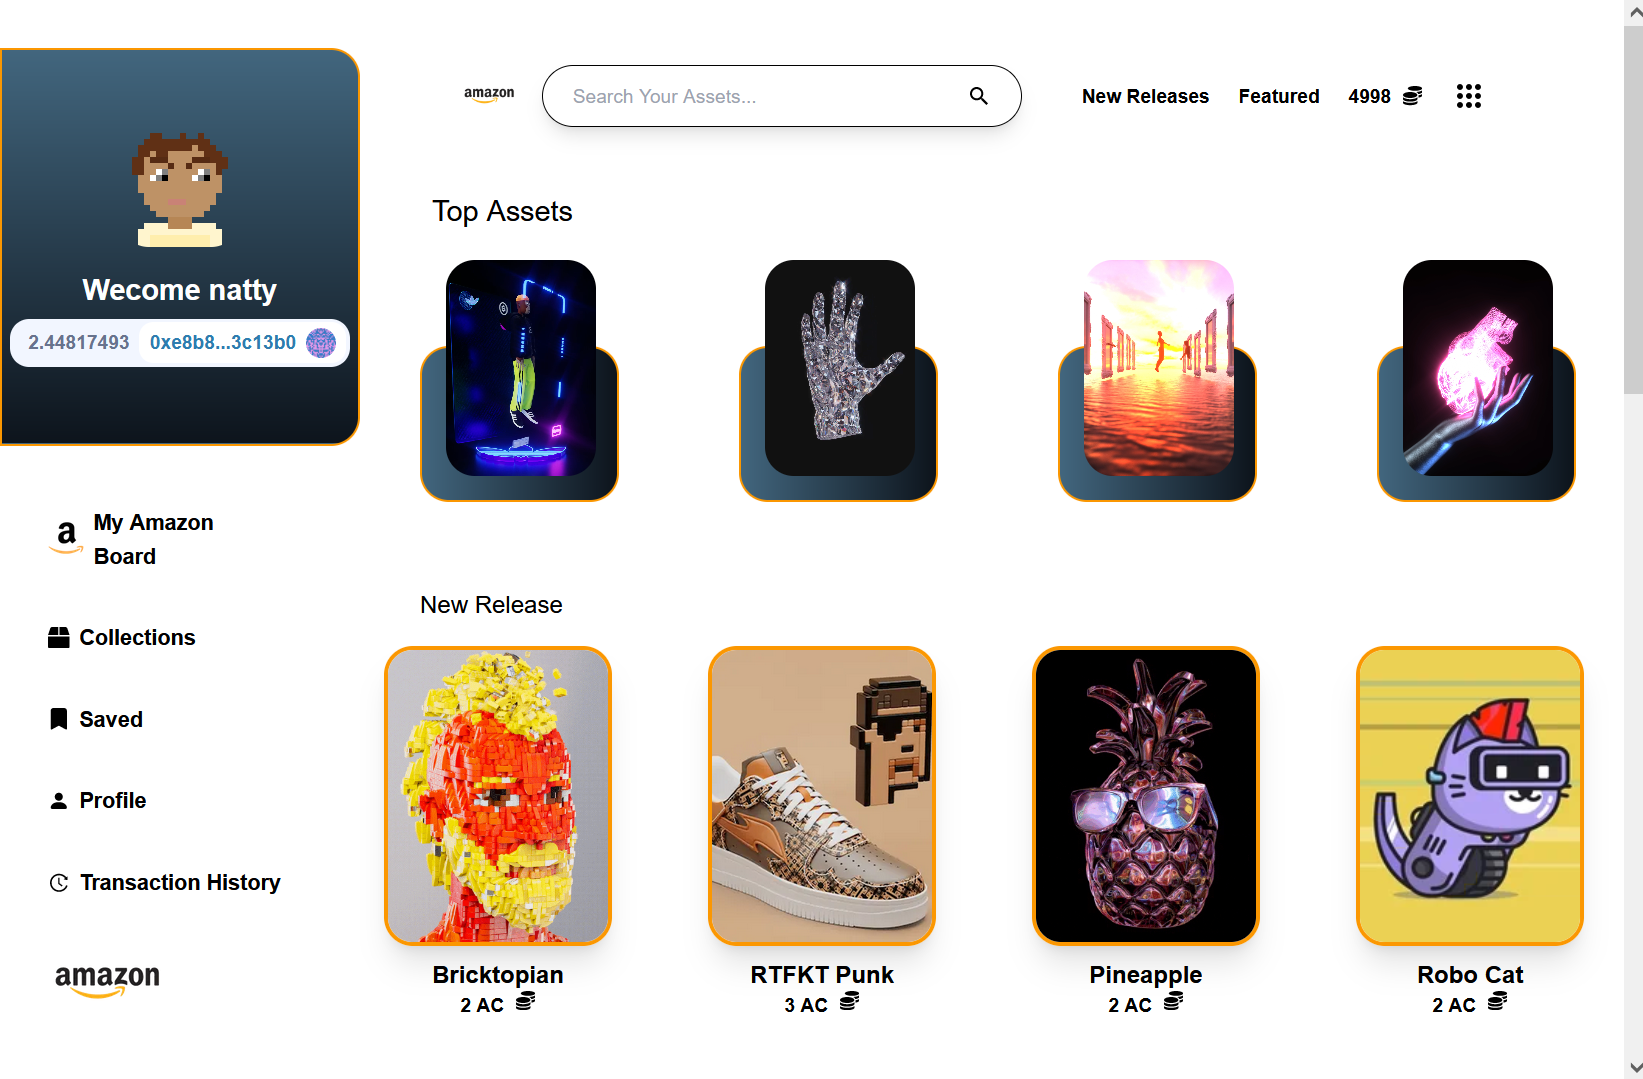 Wecome natty
2.44817493 0xe8b8...3c13b0
My Amazon
Board
Collections
Saved
Profile
Transaction History
amazon
amazon
Search Your Assets...
New Releases Featured 4998
Top Assets
New Release
Bricktopian
2 AC
RTFKT Punk
3 AC
Pineapple
2 AC
Robo Cat
2 AC